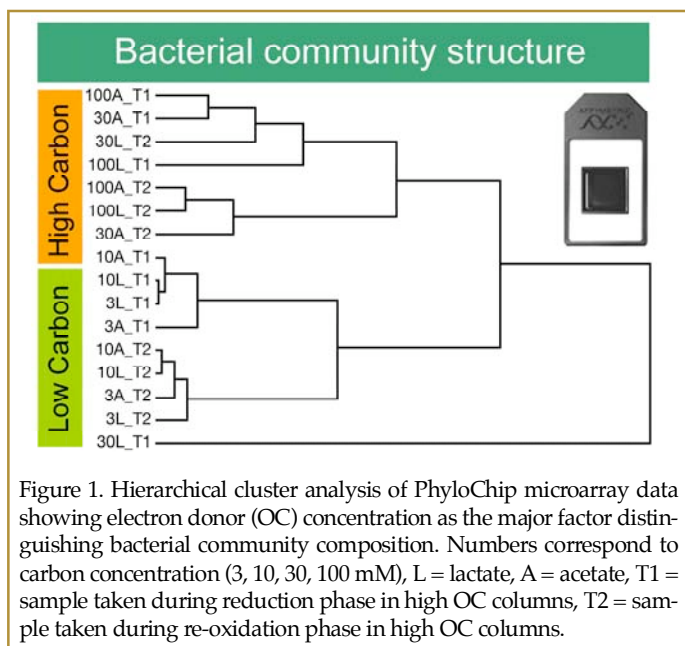 Bacterial community structure
High Carbon
Low Carbon
100A_T1
30A_T1
30L_T2
100L_T1
100A_T2
100L_T2
30A_T2
10A_T1
10L_T1
3L_T1
3A_T1
10A_T2
10L_T2
3A_T2
3L_T2
30L_T1
Figure 1. Hierarchical cluster analysis of PhyloChip microarray data
showing electron donor (OC) concentration as the major factor distin-
guishing bacterial community composition. Numbers correspond to
carbon concentration (3, 10, 30, 100 mM), L = lactate, A = acetate, T1 =
sample taken during reduction phase in high OC columns, T2 = sam-
ple taken during re-oxidation phase in high OC columns.